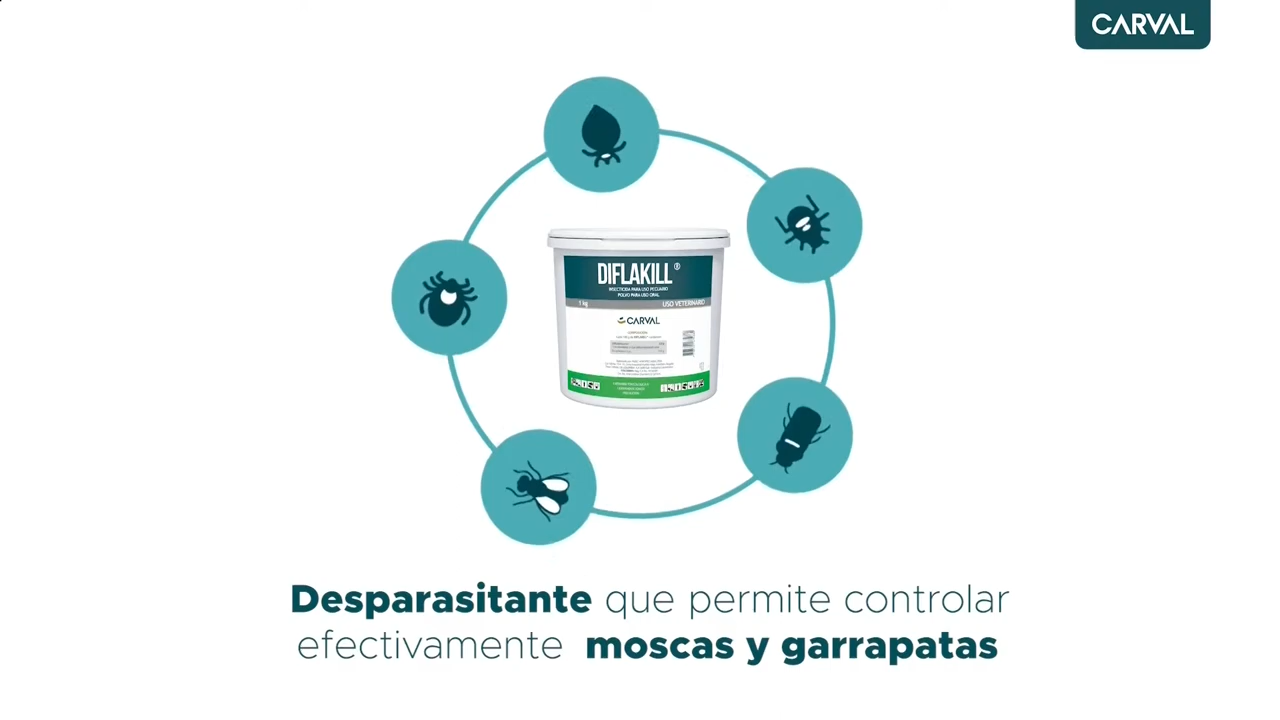 CARVAL
DIFLAKILL ®
INSECTICIDA PARA USO PECUARIO
POLVO PARA USO ORAL
1 kg
USO VETERINARIO
CARVAL
Desparasitante que permite controlar
efectivamente moscas y garrapatas